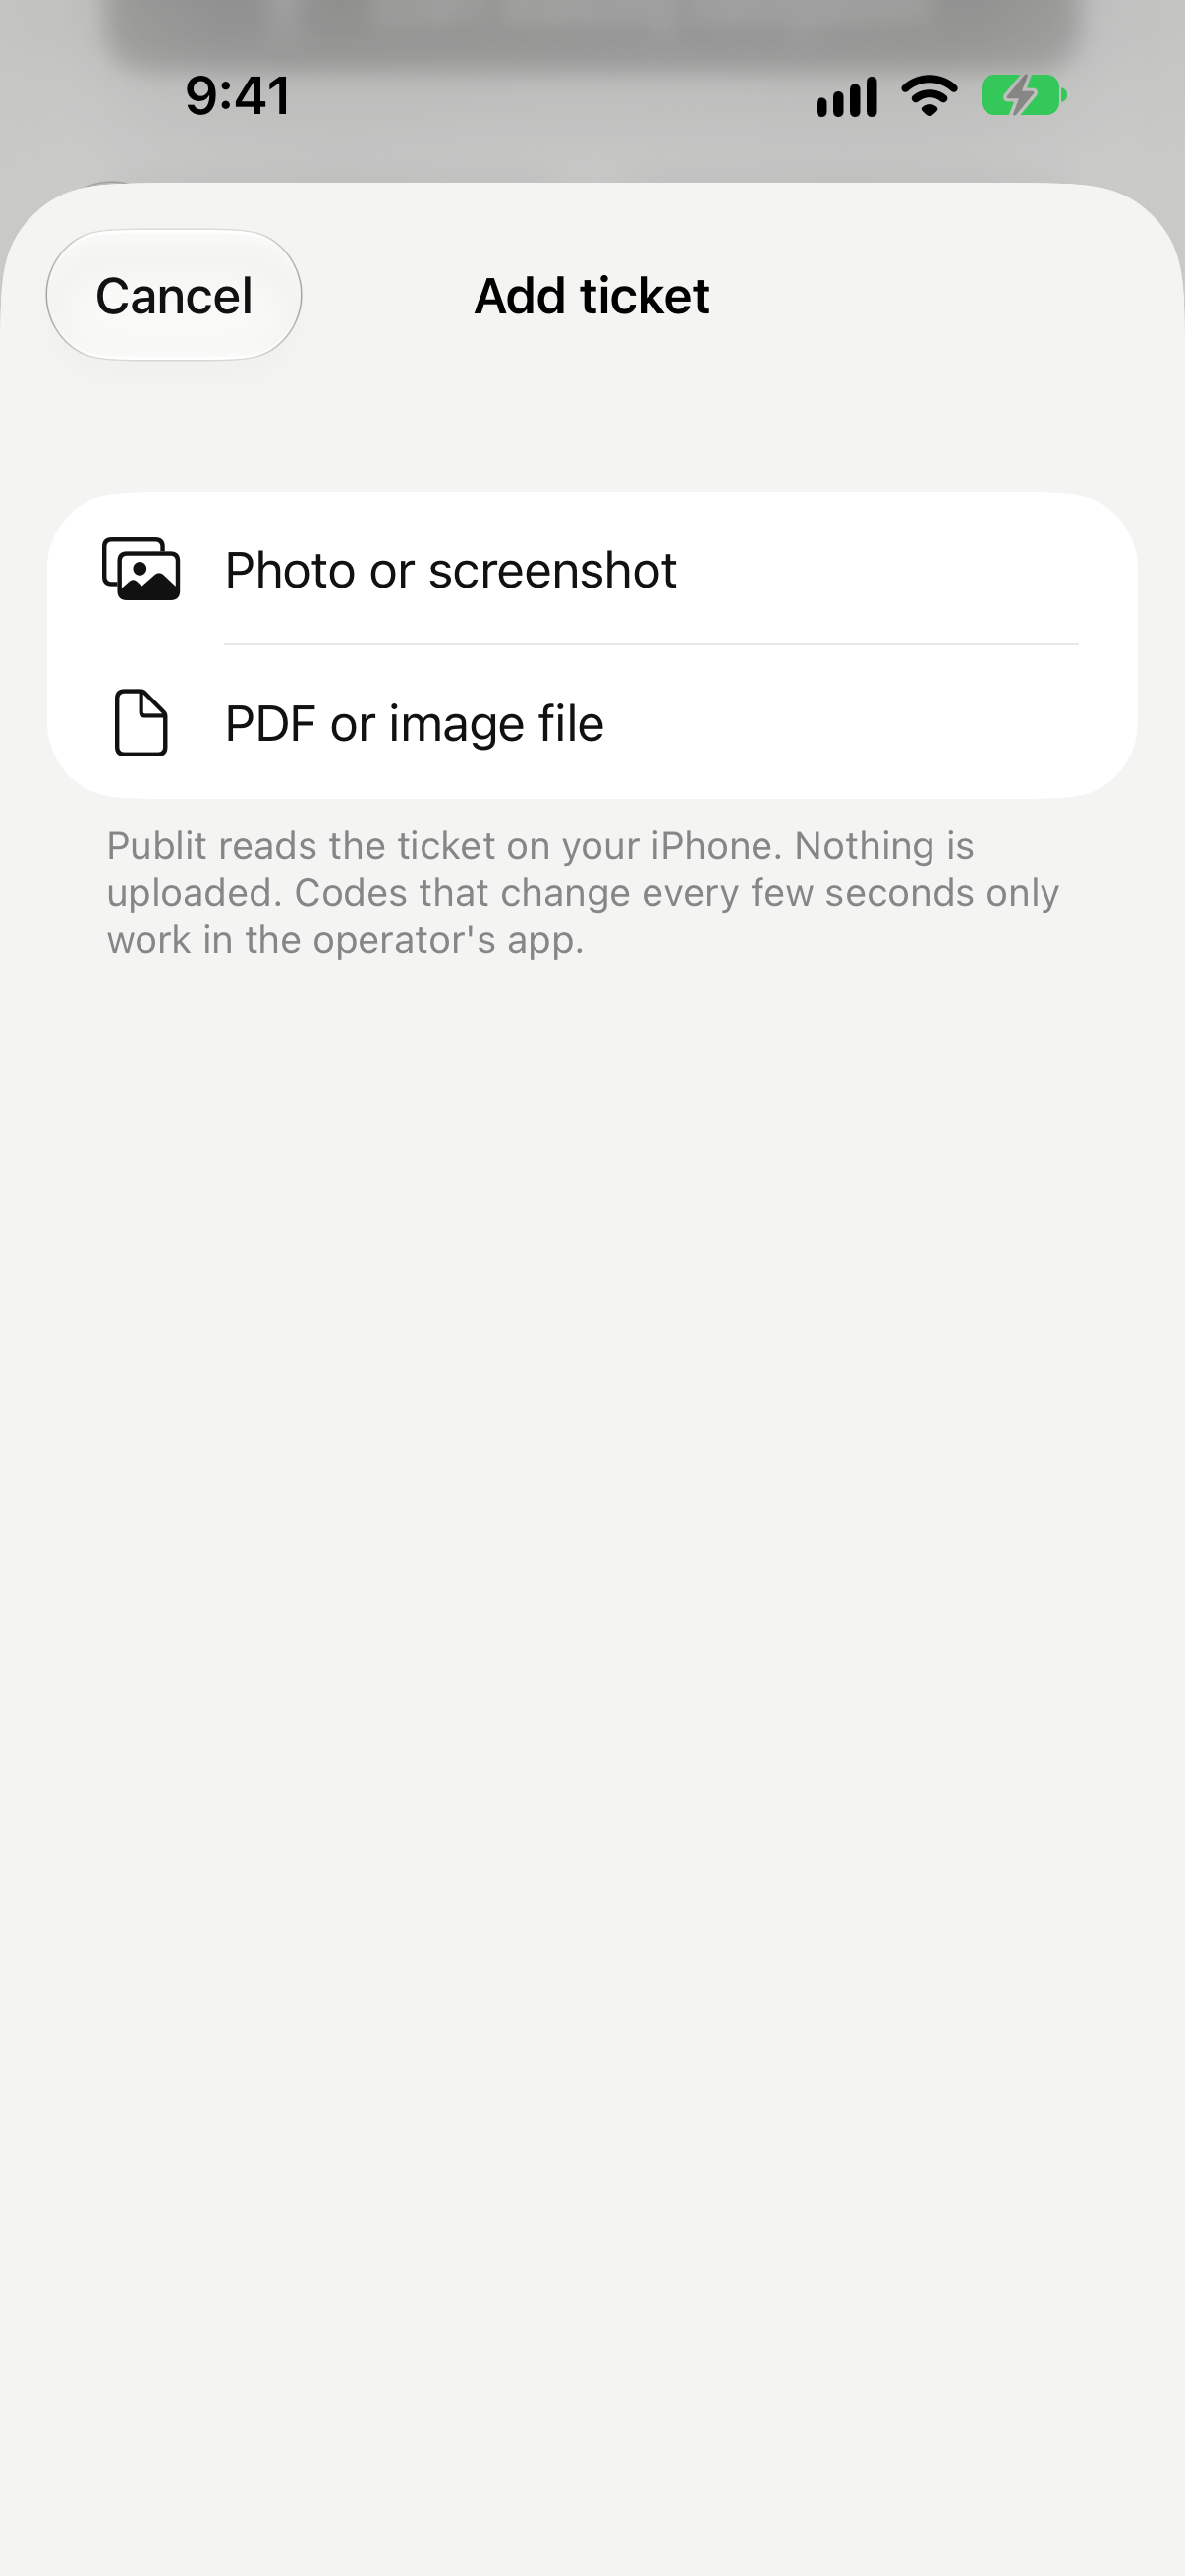 9:41
Cancel
Add ticket
Photo or screenshot
PDF or image file
Publit reads the ticket on your iPhone. Nothing is
uploaded. Codes that change every few seconds only
work in the operator's app.